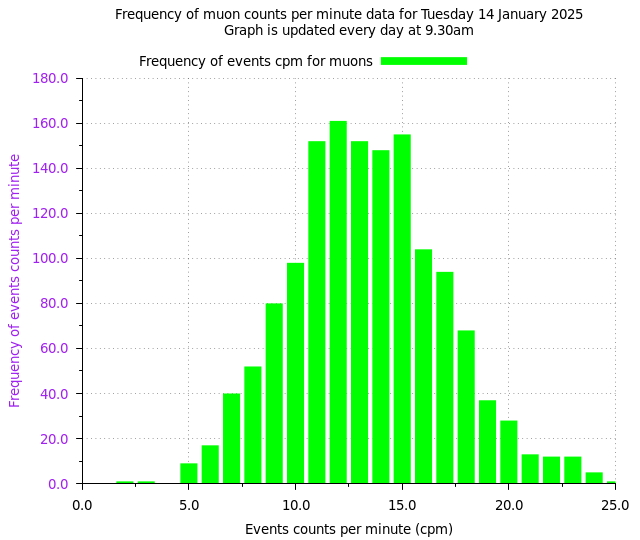 Frequency of muon counts per minute data for Tuesday 14 January 2025
Graph is updated every day at 9.30am
Frequency of events cpm for muons
180.0
160.0
140.0
120.0
100.0
80.0
60.0
40.0
20.0
0.0
Frequency of events counts per minute
0.0 5.0 10.0 15.0 20.0 25.0
Events counts per minute (cpm)